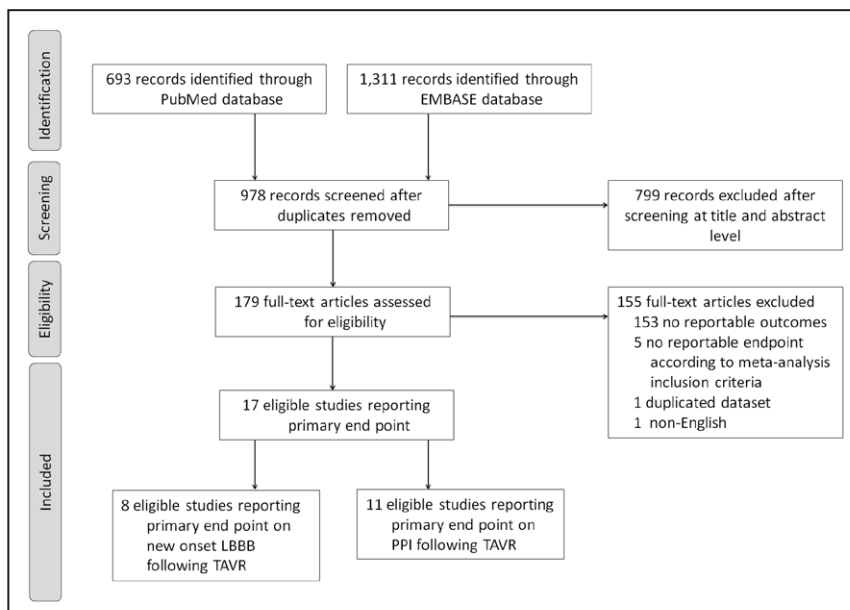 Identification
693 records identified through
PubMed database
1,311 records identified through
EMBASE database
Screening
978 records screened after
duplicates removed
799 records excluded after
screening at title and abstract
level
Eligibility
179 full-text articles assessed
for eligibility
155 full-text articles excluded
153 no reportable outcomes
5 no reportable endpoint
according to meta-analysis
inclusion criteria
1 duplicated dataset
1 non-English
Included
17 eligible studies reporting
primary end point
8 eligible studies reporting
primary end point on
new onset LBBB
following TAVR
11 eligible studies reporting
primary end point on
PPI following TAVR